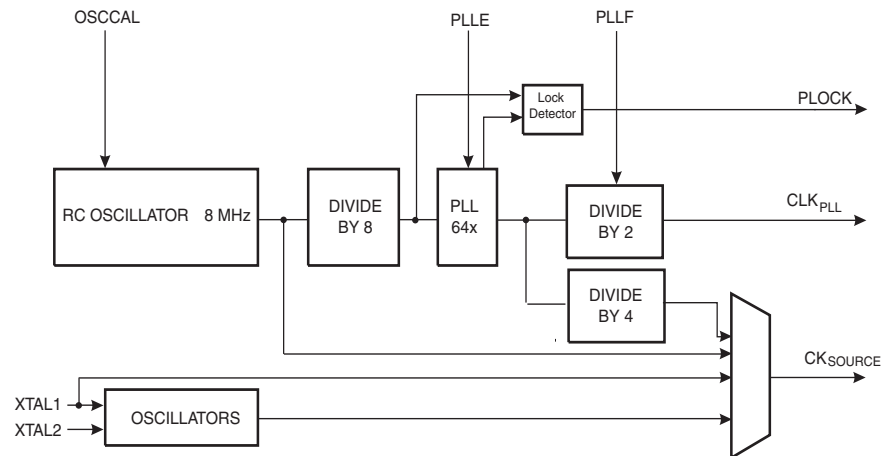 OSCCAL
PLLE
PLLF
Lock
Detector
PLOCK
RC OSCILLATOR 8 MHz
DIVIDE
BY 8
PLL
64x
DIVIDE
BY 2
CLKPLL
DIVIDE
BY 4
CKSOURCE
XTAL1
XTAL2
OSCILLATORS